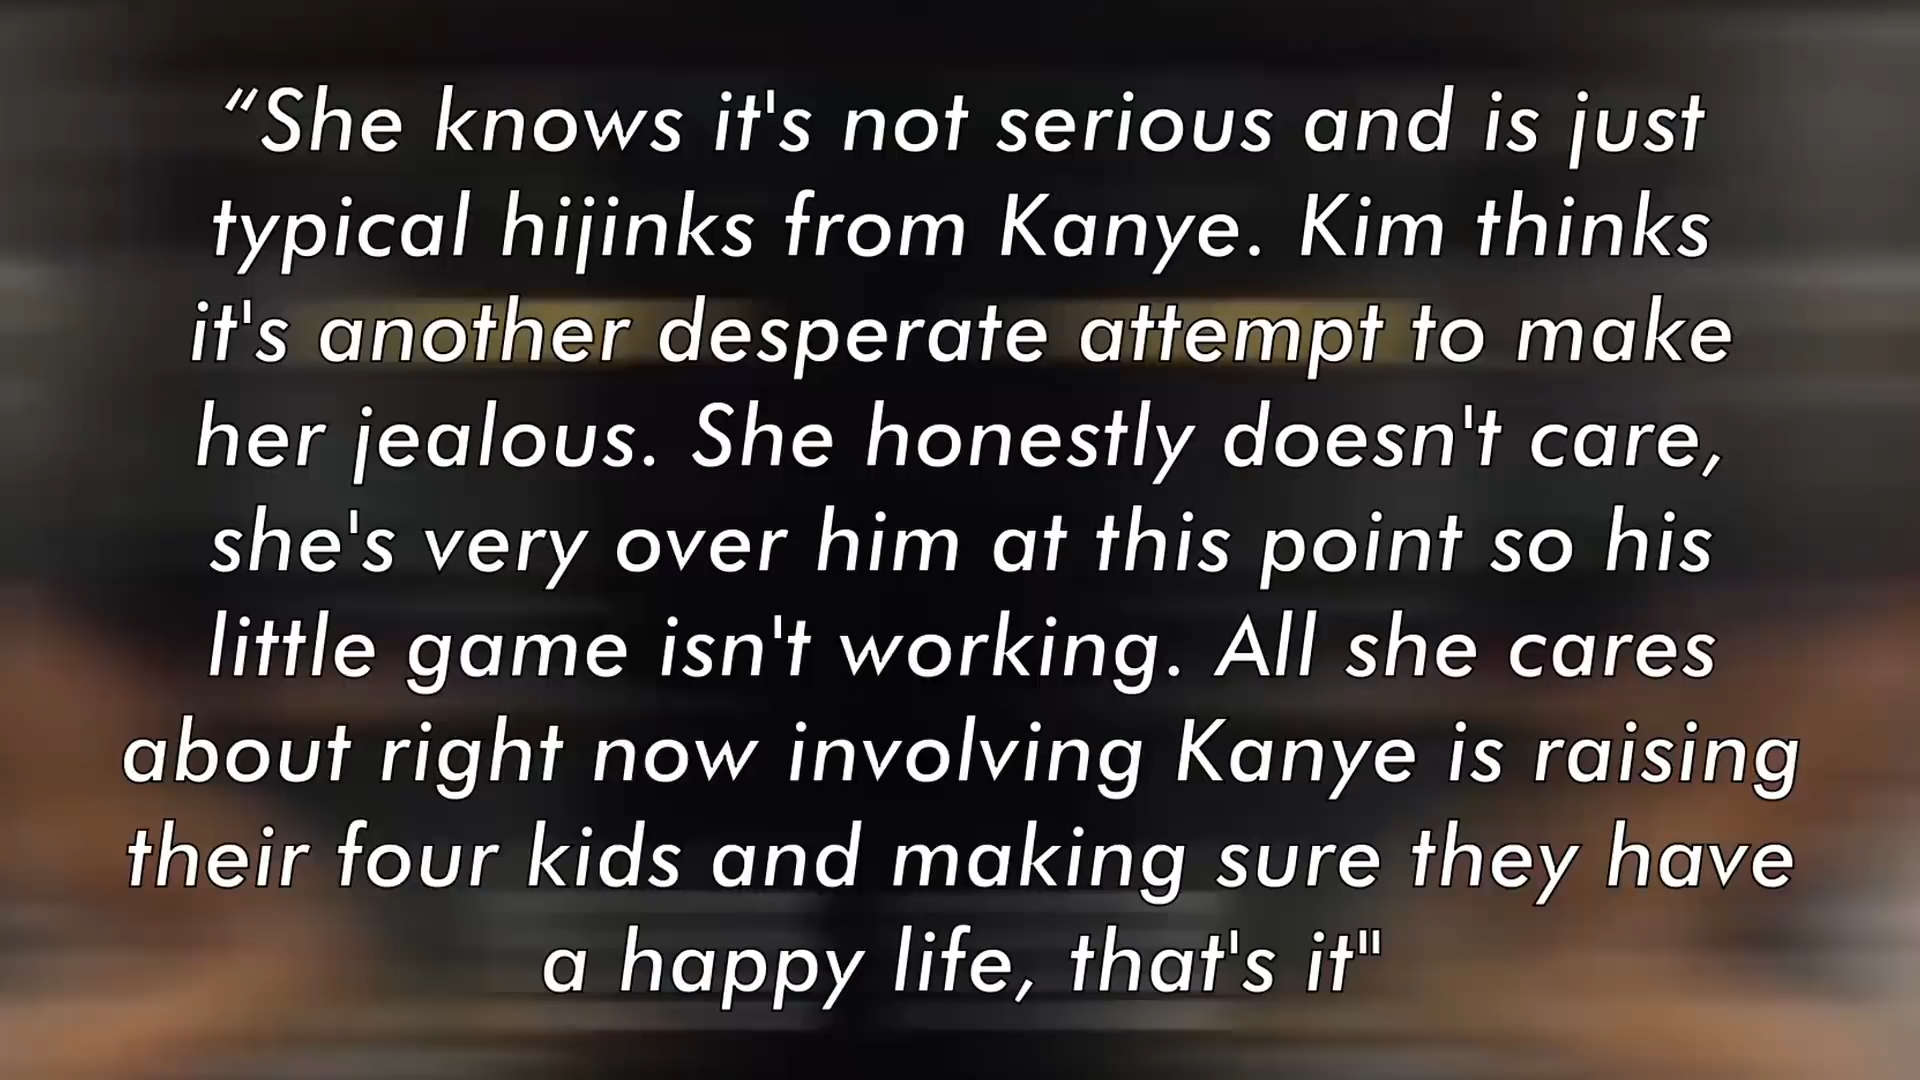 “She knows it's not serious and is just
typical hijinks from Kanye. Kim thinks
it's another desperate attempt to make
her jealous. She honestly doesn't care,
she's very over him at this point so his
little game isn't working. All she cares
about right now involving Kanye is raising
their four kids and making sure they have
a happy life, that's it"